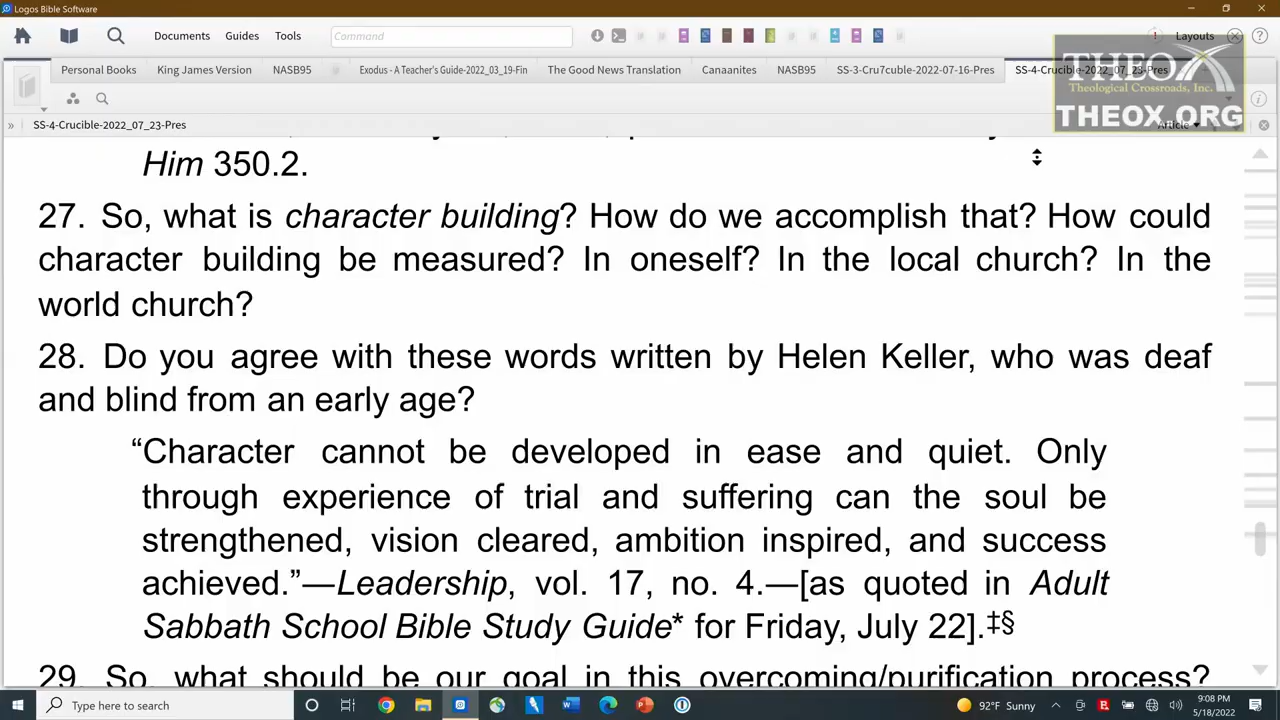 Logos Bible Software
Documents Guides Tools Command Layouts
Personal Books King James Version NASB95 _2022_03_19-Fin The Good News Translation Canaanites NASB95 SS-3-Cri7cuble-2022-07-16-Pres SS-4-Crucible-2022_07_23-Pres
THEOX
Theological Crossroads, Inc.
THEOX.ORG
SS-4-Crucible-2022_07_23-Pres Article
Him 350.2.
27. So, what is character building? How do we accomplish that? How could
character building be measured? In oneself? In the local church? In the
world church?
28. Do you agree with these words written by Helen Keller, who was deaf
and blind from an early age?
“Character cannot be developed in ease and quiet. Only
through experience of trial and suffering can the soul be
strengthened, vision cleared, ambition inspired, and success
achieved.”—Leadership, vol. 17, no. 4.—[as quoted in Adult
Sabbath School Bible Study Guide* for Friday, July 22].‡§
29. So, what should be our goal in this overcoming/purification process?
Type here to search 92°F Sunny 9:08 PM
5/18/2022